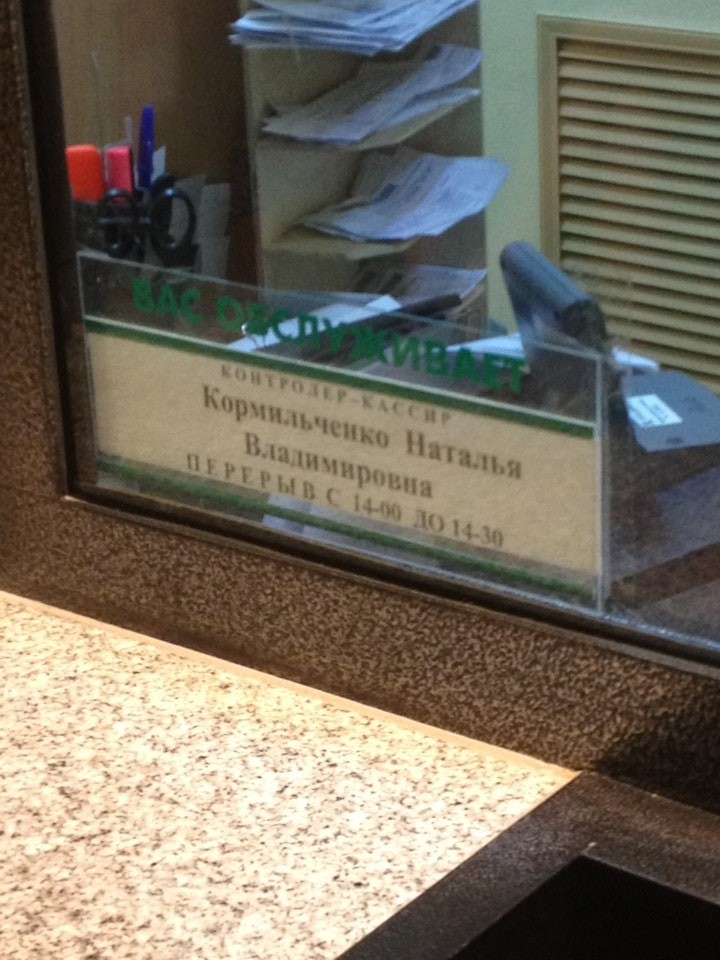 ВАС ОБСЛУЖИВАЕТ
КОНТРОЛЕР-КАССИР
Кормильченко Наталья
Владимировна
ПЕРЕРЫВ С 14-00 ДО 14-30